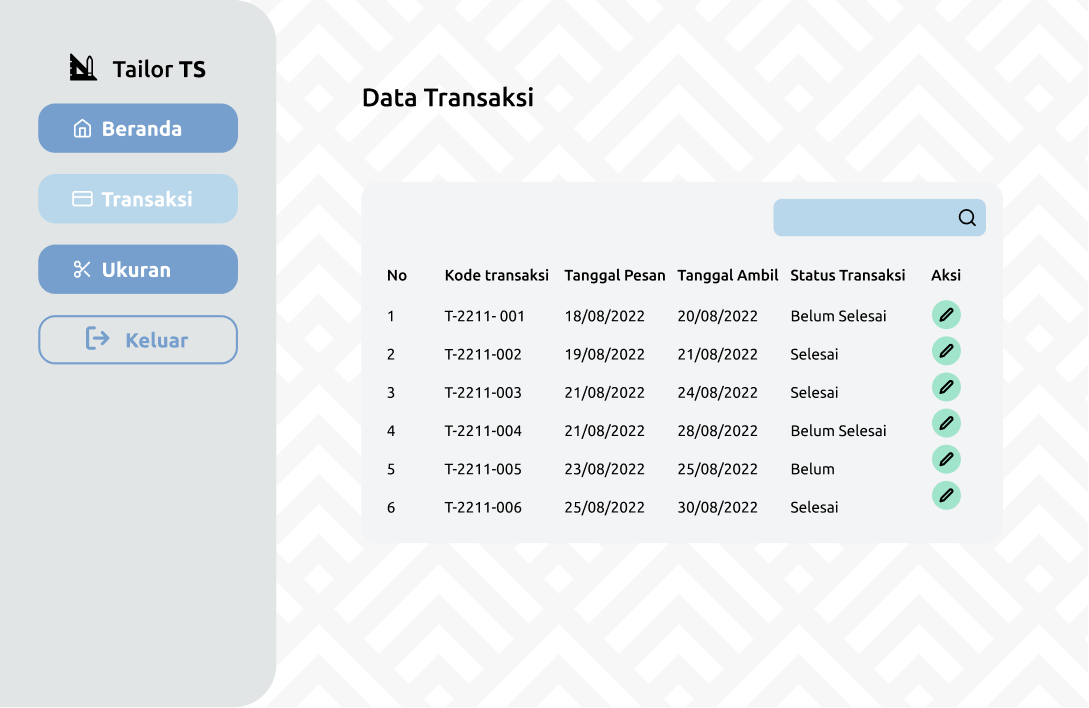 Tailor TS
Beranda
Transaksi
Ukuran
Keluar
Data Transaksi
No Kode transaksi Tanggal Pesan Tanggal Ambil Status Transaksi Aksi
1 T-2211- 001 18/08/2022 20/08/2022 Belum Selesai
2 T-2211-002 19/08/2022 21/08/2022 Selesai
3 T-2211-003 21/08/2022 24/08/2022 Selesai
4 T-2211-004 21/08/2022 28/08/2022 Belum Selesai
5 T-2211-005 23/08/2022 25/08/2022 Belum
6 T-2211-006 25/08/2022 30/08/2022 Selesai